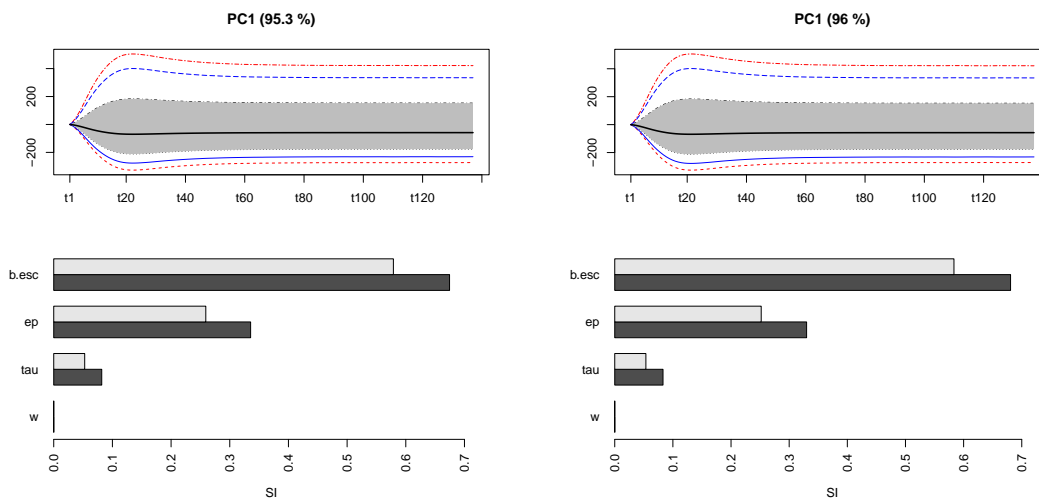 PC1 (95.3 %)
200
−200
t1 t20 t40 t60 t80 t100 t120
b.esc
ep
tau
w
0.0 0.1 0.2 0.3 0.4 0.5 0.6 0.7
SI
PC1 (96 %)
200
−200
t1 t20 t40 t60 t80 t100 t120
b.esc
ep
tau
w
0.0 0.1 0.2 0.3 0.4 0.5 0.6 0.7
SI